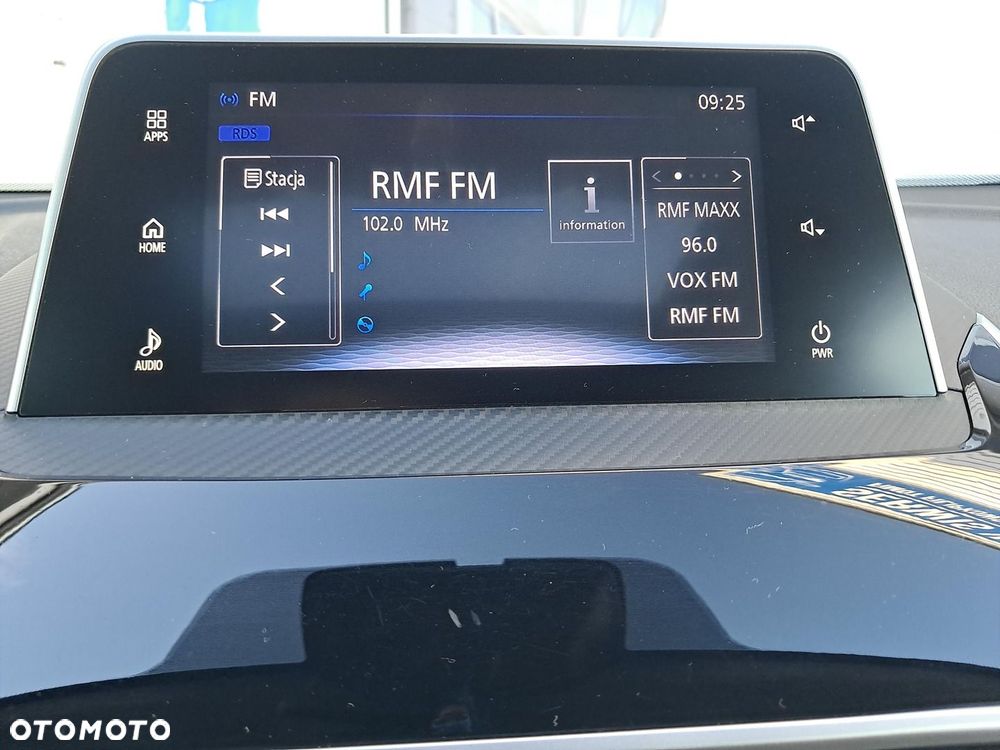 FM
09:25
RDS
APPS
HOME
AUDIO
Stacja
RMF FM
102.0 MHz
i
information
RMF MAXX
96.0
VOX FM
RMF FM
PWR
OTOMOTO